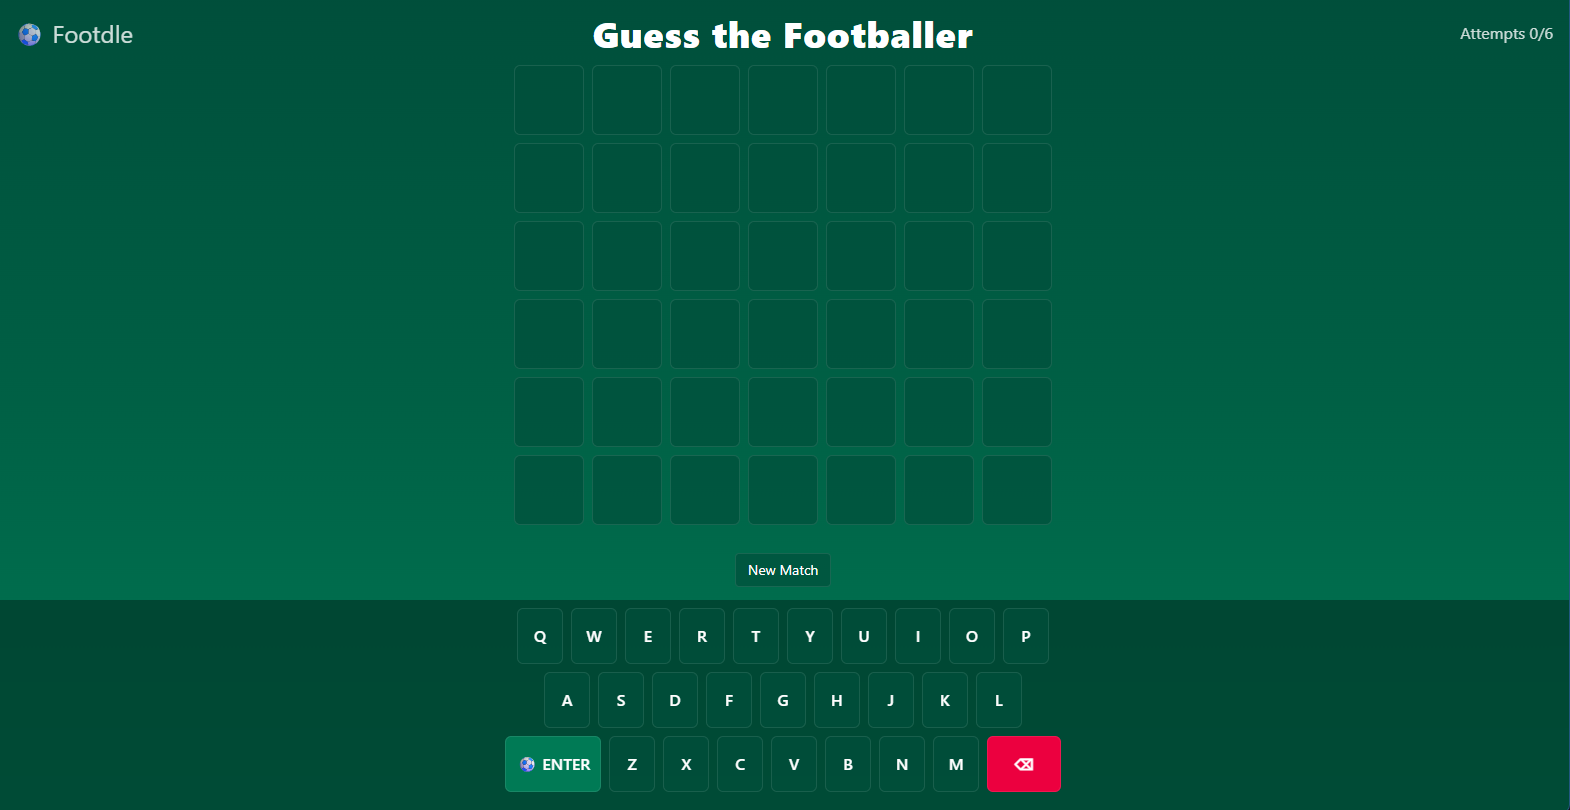 Footdle
Guess the Footballer
Attempts 0/6
New Match
Q W E R T Y U I O P
A S D F G H J K L
ENTER Z X C V B N M ⌫